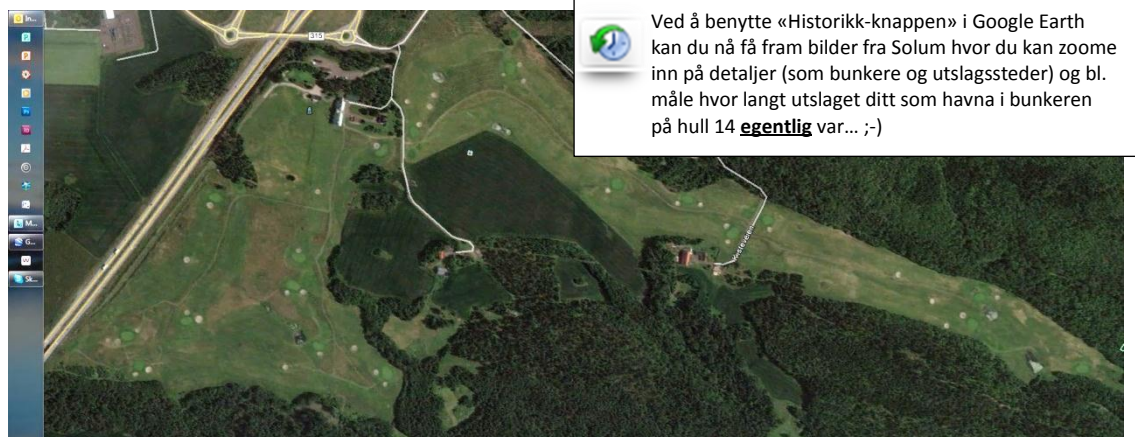 Ved å benytte «Historikk-knappen» i Google Earth
kan du nå få fram bilder fra Solum hvor du kan zoome
inn på detaljer (som bunkere og utslagssteder) og bl.
måle hvor langt utslaget ditt som havna i bunkeren
på hull 14 egentlig var… ;-)
In...
315
M...
G...
Sk...